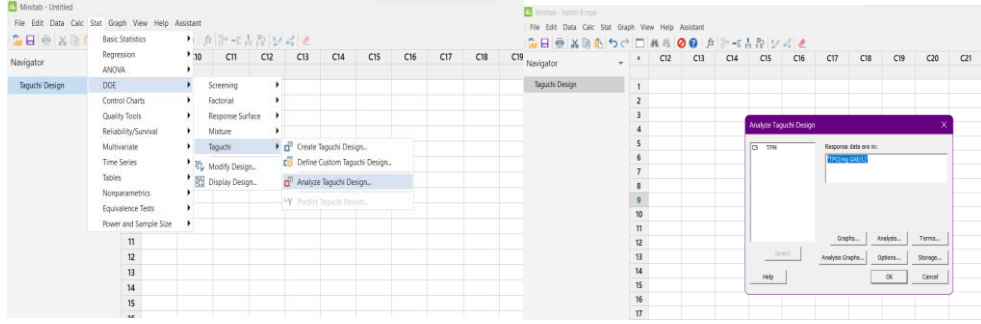 Minitab - Untitled
File Edit Data Calc Stat Graph View Help Assistant
Navigator
Taguchi Design
Basic Statistics
Regression
ANOVA
DOE
Control Charts
Quality Tools
Reliability/Survival
Multivariate
Time Series
Tables
Nonparametrics
Equivalence Tests
Power and Sample Size
Screening
Factorial
Response Surface
Mixture
Taguchi
Modify Design...
Display Design...
Create Taguchi Design...
Define Custom Taguchi Design...
Analyze Taguchi Design...
Predict Taguchi Results...
10 C11 C12 C13 C14 C15 C16 C17 C18 C19
11
12
13
14
15
16
Minitab - halmi Bimpe
File Edit Data Calc Stat Graph View Help Assistant
Navigator
Taguchi Design
C12 C13 C14 C15 C16 C17 C18 C19 C20 C21
1
2
3
4
5
6
7
8
9
10
11
12
13
14
15
16
17
Analyze Taguchi Design
C5 TFM
Response data are in:
Select
Graphs... Analysis... Terms...
Analysis Graphs... Options... Storage...
Help
OK Cancel